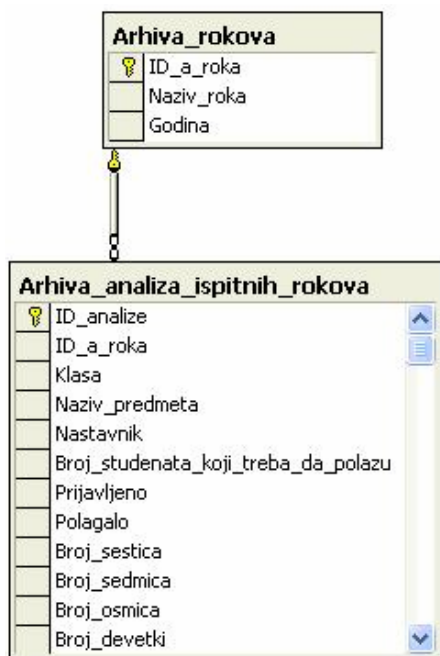 Arhiva_rokova
ID_a_roka
Naziv_roka
Godina
Arhiva_analiza_ispitnih_rokova
ID_analize
ID_a_roka
Klasa
Naziv_predmeta
Nastavnik
Broj_studenata_koji_treba_da_polazu
Prijavljeno
Polagalo
Broj_sestica
Broj_sedmica
Broj_osmica
Broj_devetki